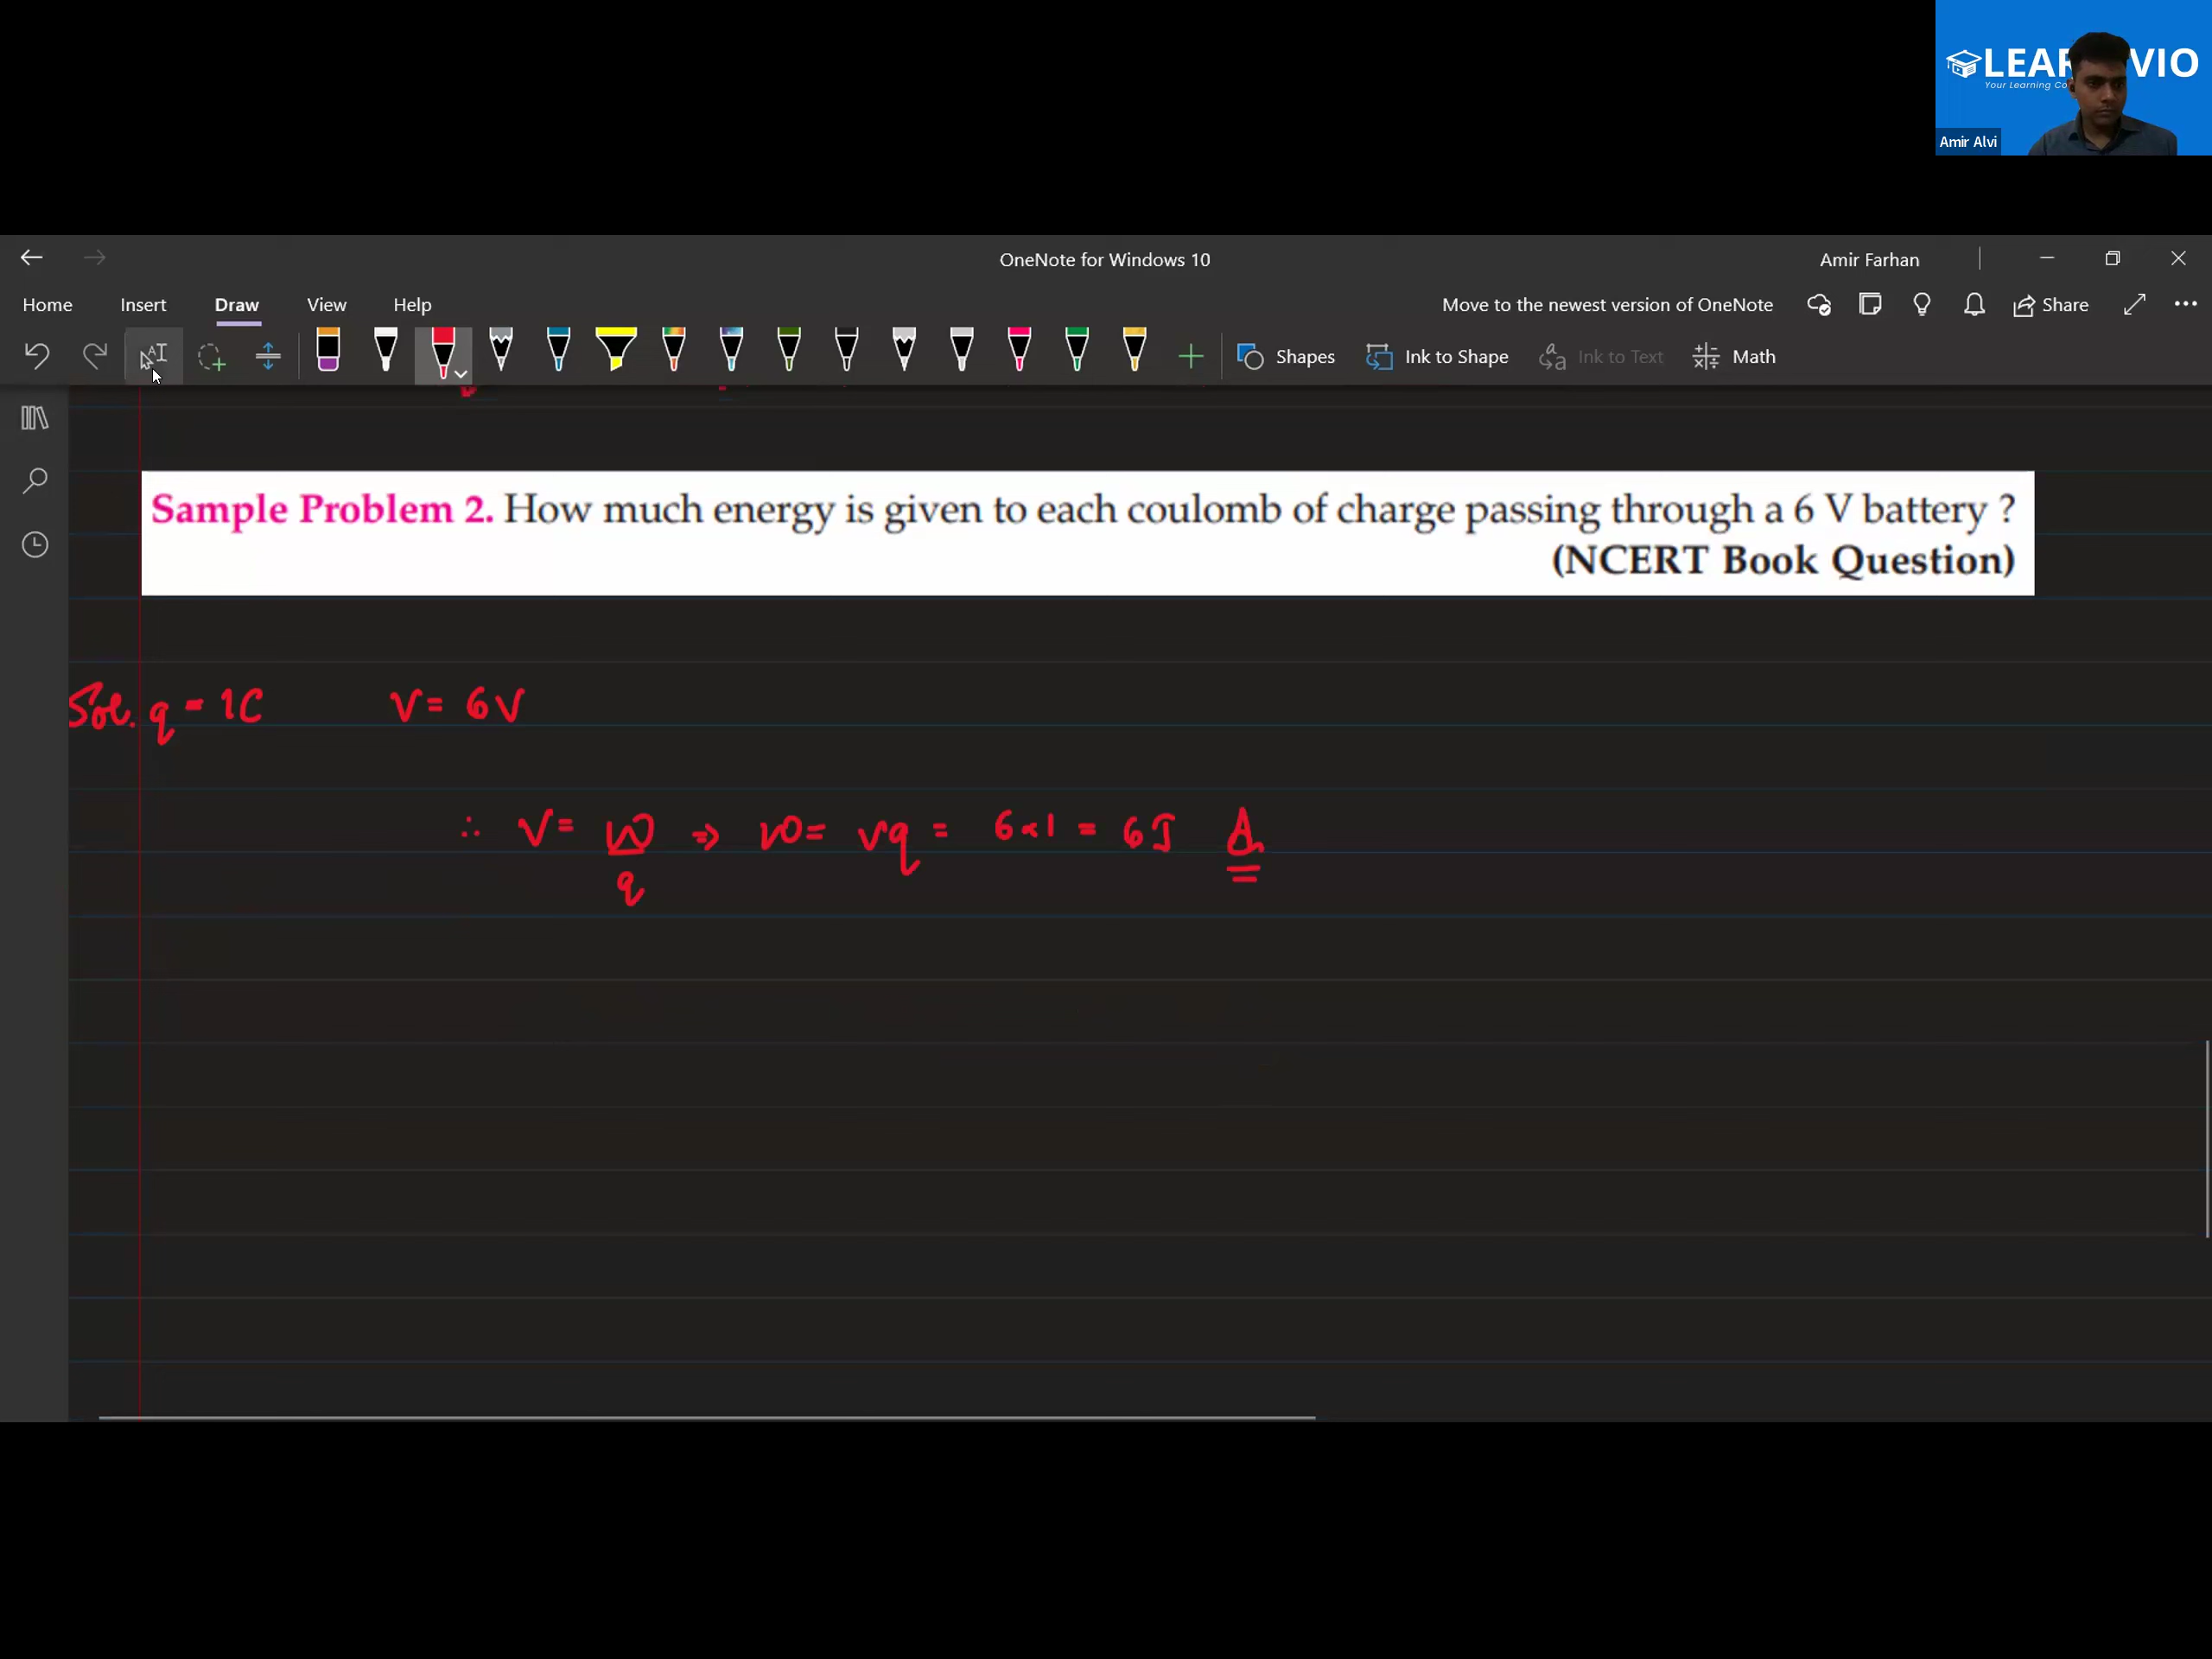 LEAR VIO
Your Learning Co
Amir Alvi
OneNote for Windows 10
Amir Farhan
Home Insert Draw View Help
Move to the newest version of OneNote
Share
Shapes Ink to Shape Ink to Text Math
Sample Problem 2. How much energy is given to each coulomb of charge passing through a 6 V battery ?
(NCERT Book Question)
Sol. q = 1C V = 6V
∴ V = W/q ⇒ W = Vq = 6×1 = 6J